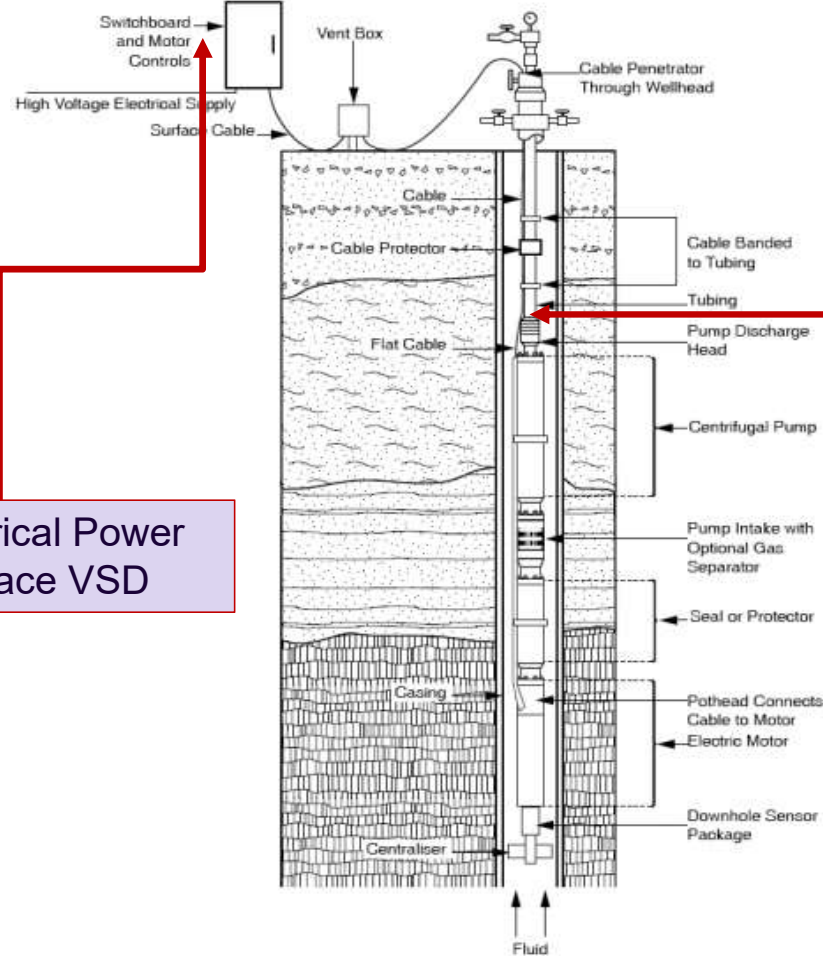 Switchboard
and Motor
Controls
Vent Box
Cable Penetrator
Through Wellhead
High Voltage Electrical Supply
Surface Cable
Cable
Cable Protector
Cable Banded
to Tubing
Tubing
Flat Cable
Pump Discharge
Head
Centrifugal Pump
rical Power
ace VSD
Pump Intake with
Optional Gas
Separator
Seal or Protector
Casing
Pothead Connects
Cable to Motor
Electric Motor
Downhole Sensor
Package
Centraliser
Fluid